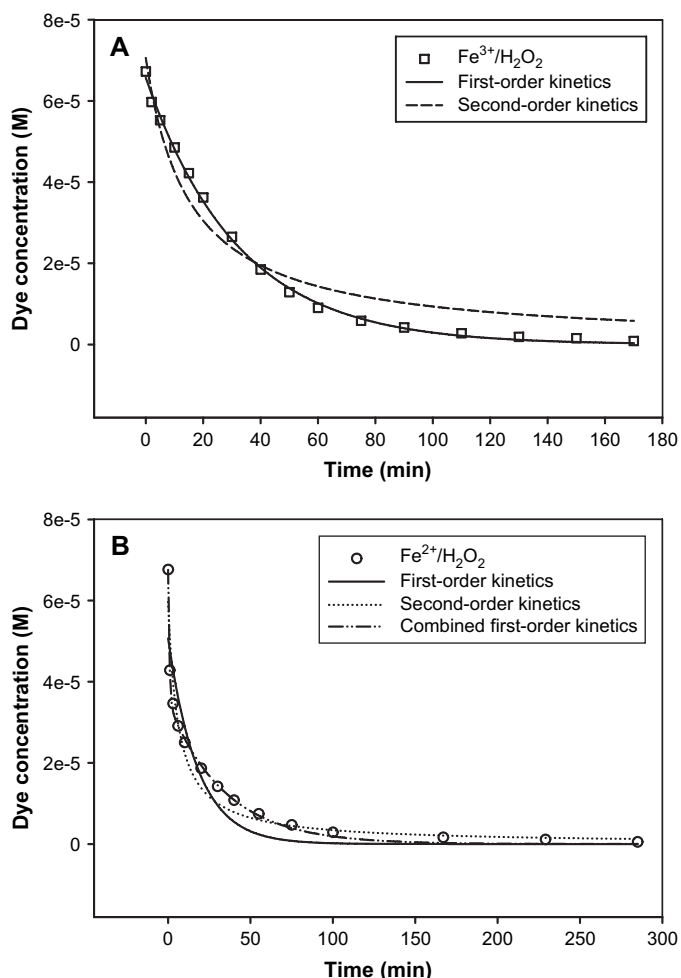 A
Fe³⁺/H₂O₂
First-order kinetics
Second-order kinetics
8e-5
6e-5
4e-5
2e-5
0
Dye concentration (M)
0 20 40 60 80 100 120 140 160 180
Time (min)
B
Fe²⁺/H₂O₂
First-order kinetics
Second-order kinetics
Combined first-order kinetics
8e-5
6e-5
4e-5
2e-5
0
Dye concentration (M)
0 50 100 150 200 250 300
Time (min)